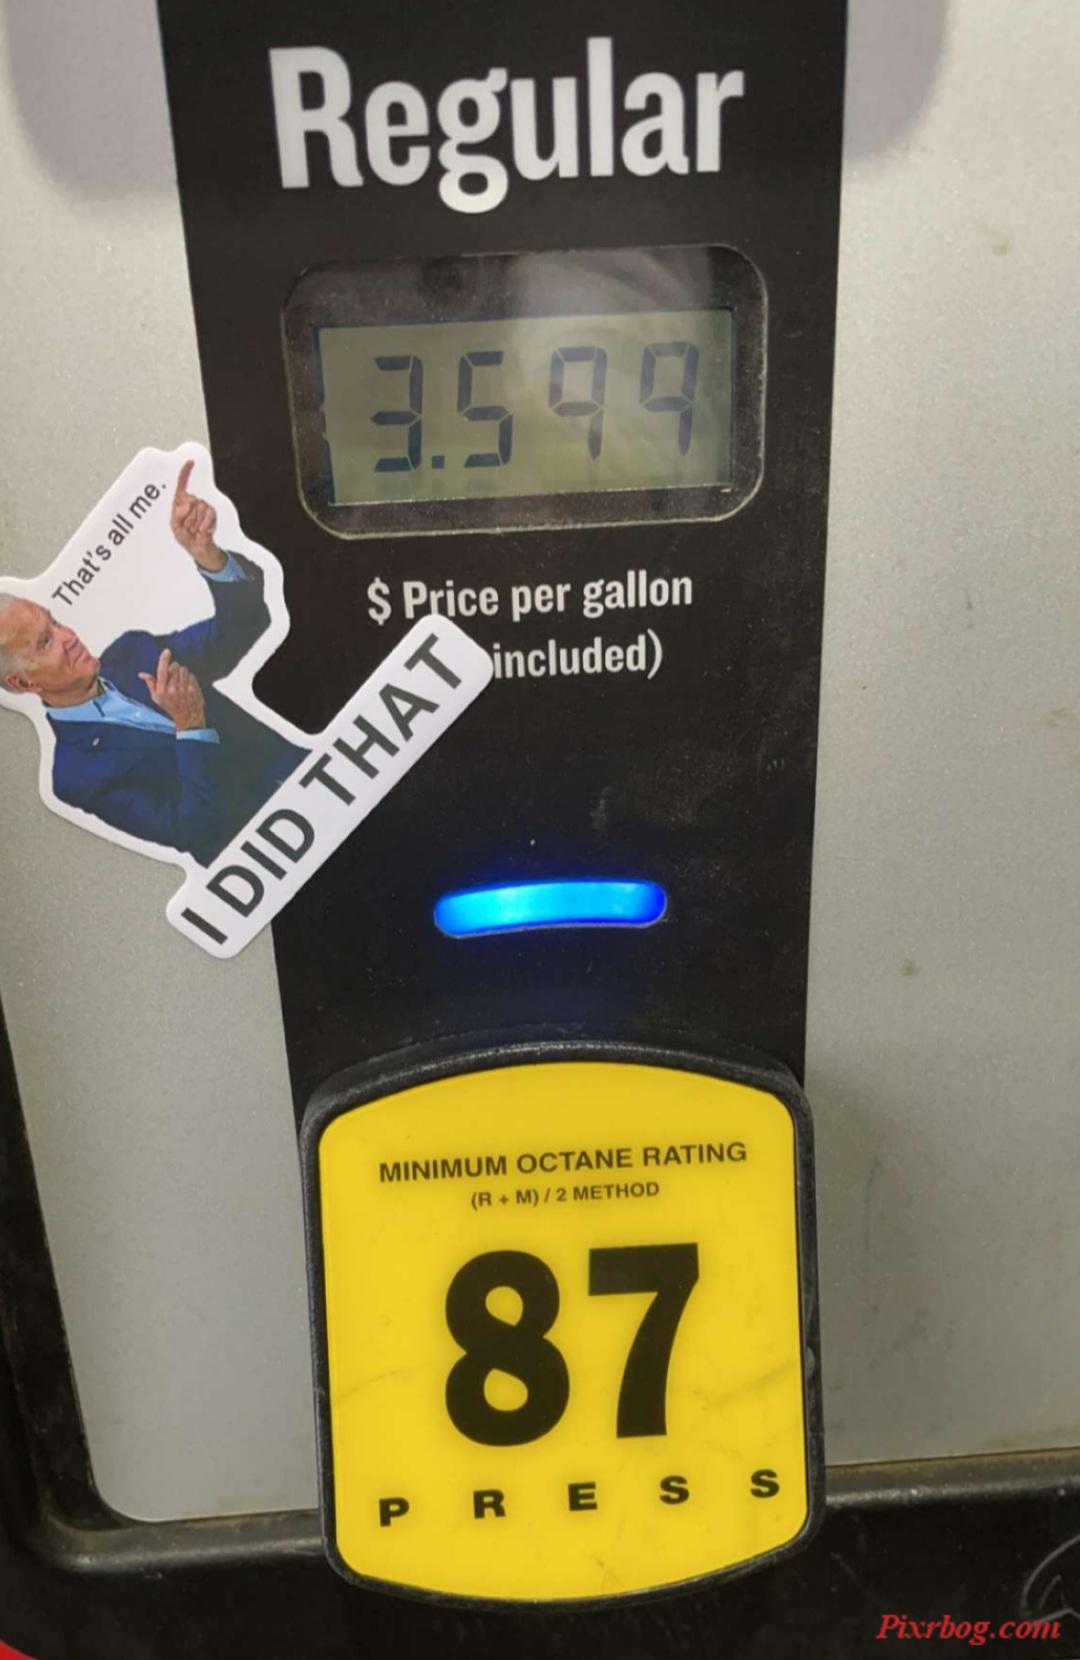 Regular
3.599
$ Price per gallon
included)
That's all me.
I DID THAT
MINIMUM OCTANE RATING
(R + M) / 2 METHOD
87
PRESS
Pixrbog.com